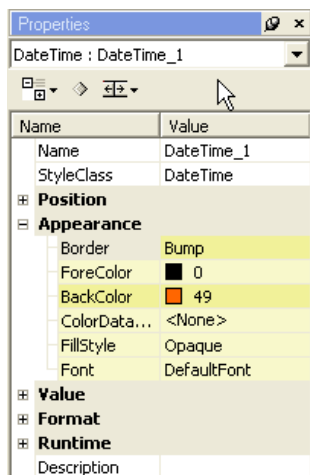 Properties
DateTime : DateTime_1
Name Value
Name DateTime_1
StyleClass DateTime
Position
Appearance
Border Bump
ForeColor 0
BackColor 49
ColorData... <None>
FillStyle Opaque
Font DefaultFont
Value
Format
Runtime
Description